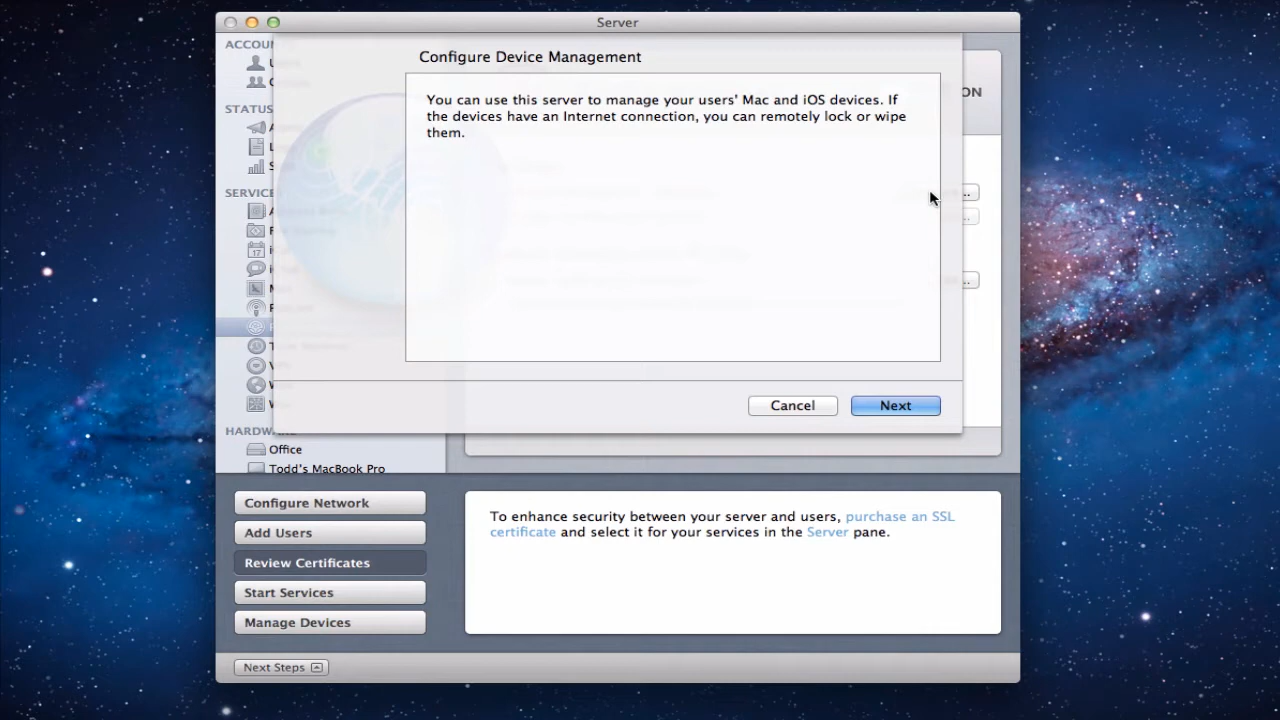 Server
Configure Device Management
You can use this server to manage your users' Mac and iOS devices. If
the devices have an Internet connection, you can remotely lock or wipe
them.
Cancel
Next
ON
STATUS
HARDW
Office
Todd's MacBook Pro
Configure Network
Add Users
Review Certificates
Start Services
Manage Devices
To enhance security between your server and users, purchase an SSL
certificate and select it for your services in the Server pane.
Next Steps